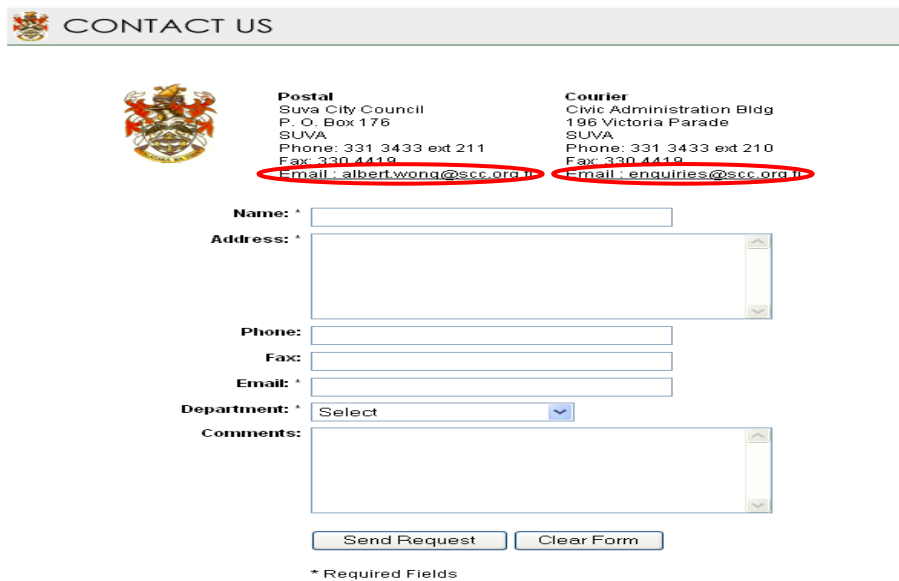 CONTACT US
Postal
Suva City Council
P. O. Box 176
SUVA
Phone: 331 3433 ext 211
Fax: 330 4419
Email : albert.wong@scc.org.fj
Courier
Civic Administration Bldg
196 Victoria Parade
SUVA
Phone: 331 3433 ext 210
Fax: 330 4419
Email : enquiries@scc.org.fj
Name: *
Address: *
Phone:
Fax:
Email: *
Department: * Select
Comments:
Send Request Clear Form
* Required Fields